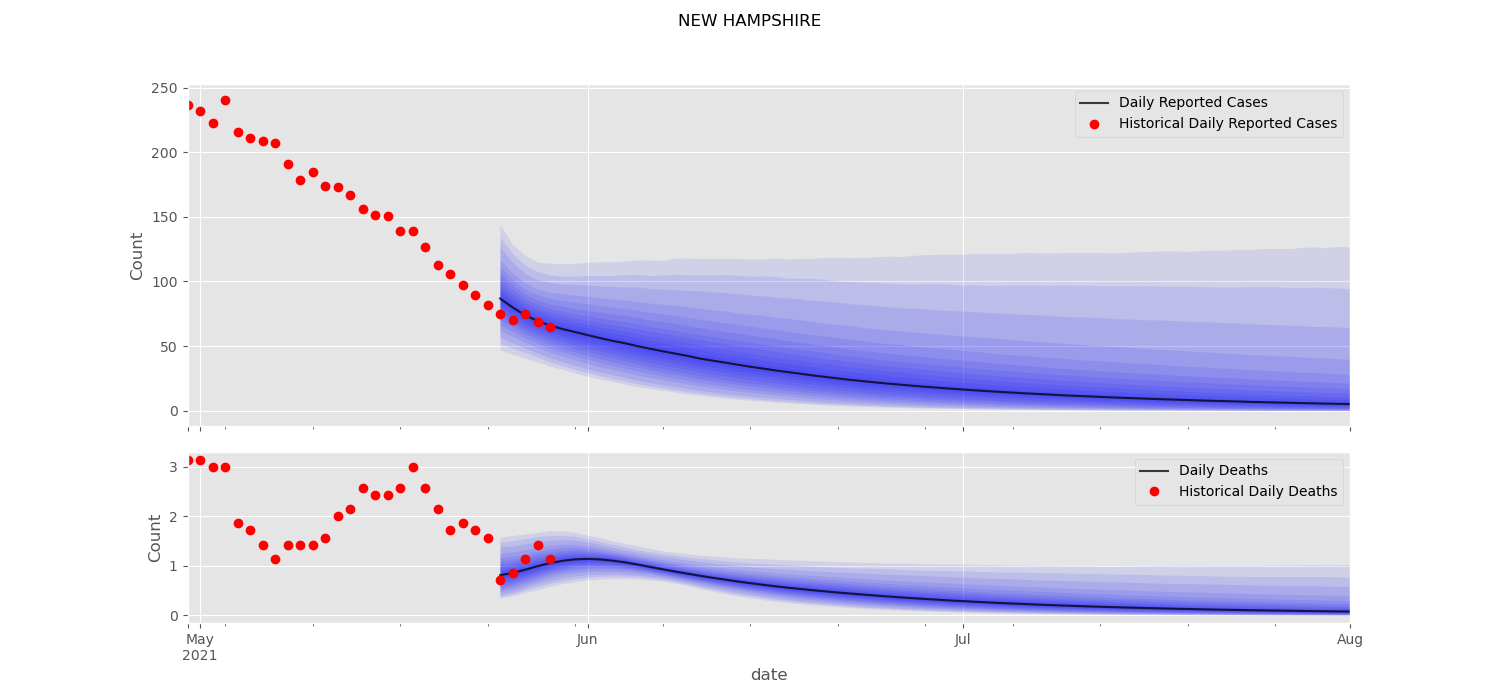 NEW HAMPSHIRE
250
200
150
100
50
0
Count
Daily Reported Cases
Historical Daily Reported Cases
3
2
1
0
Count
Daily Deaths
Historical Daily Deaths
May
2021
Jun
Jul
Aug
date